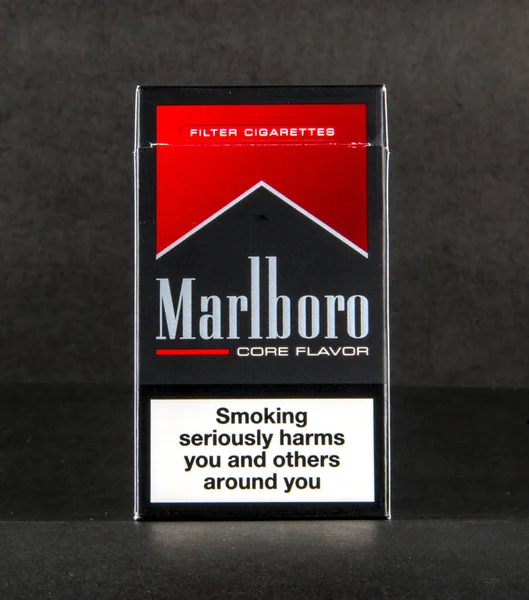 FILTER CIGARETTES
Marlboro
CORE FLAVOR
Smoking
seriously harms
you and others
around you